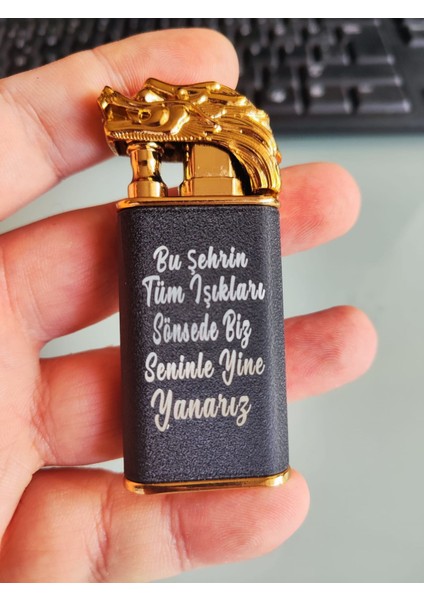 Bu Şehrin
Tüm Işıkları
Sönsede Biz
Seninle Yine
Yanarız